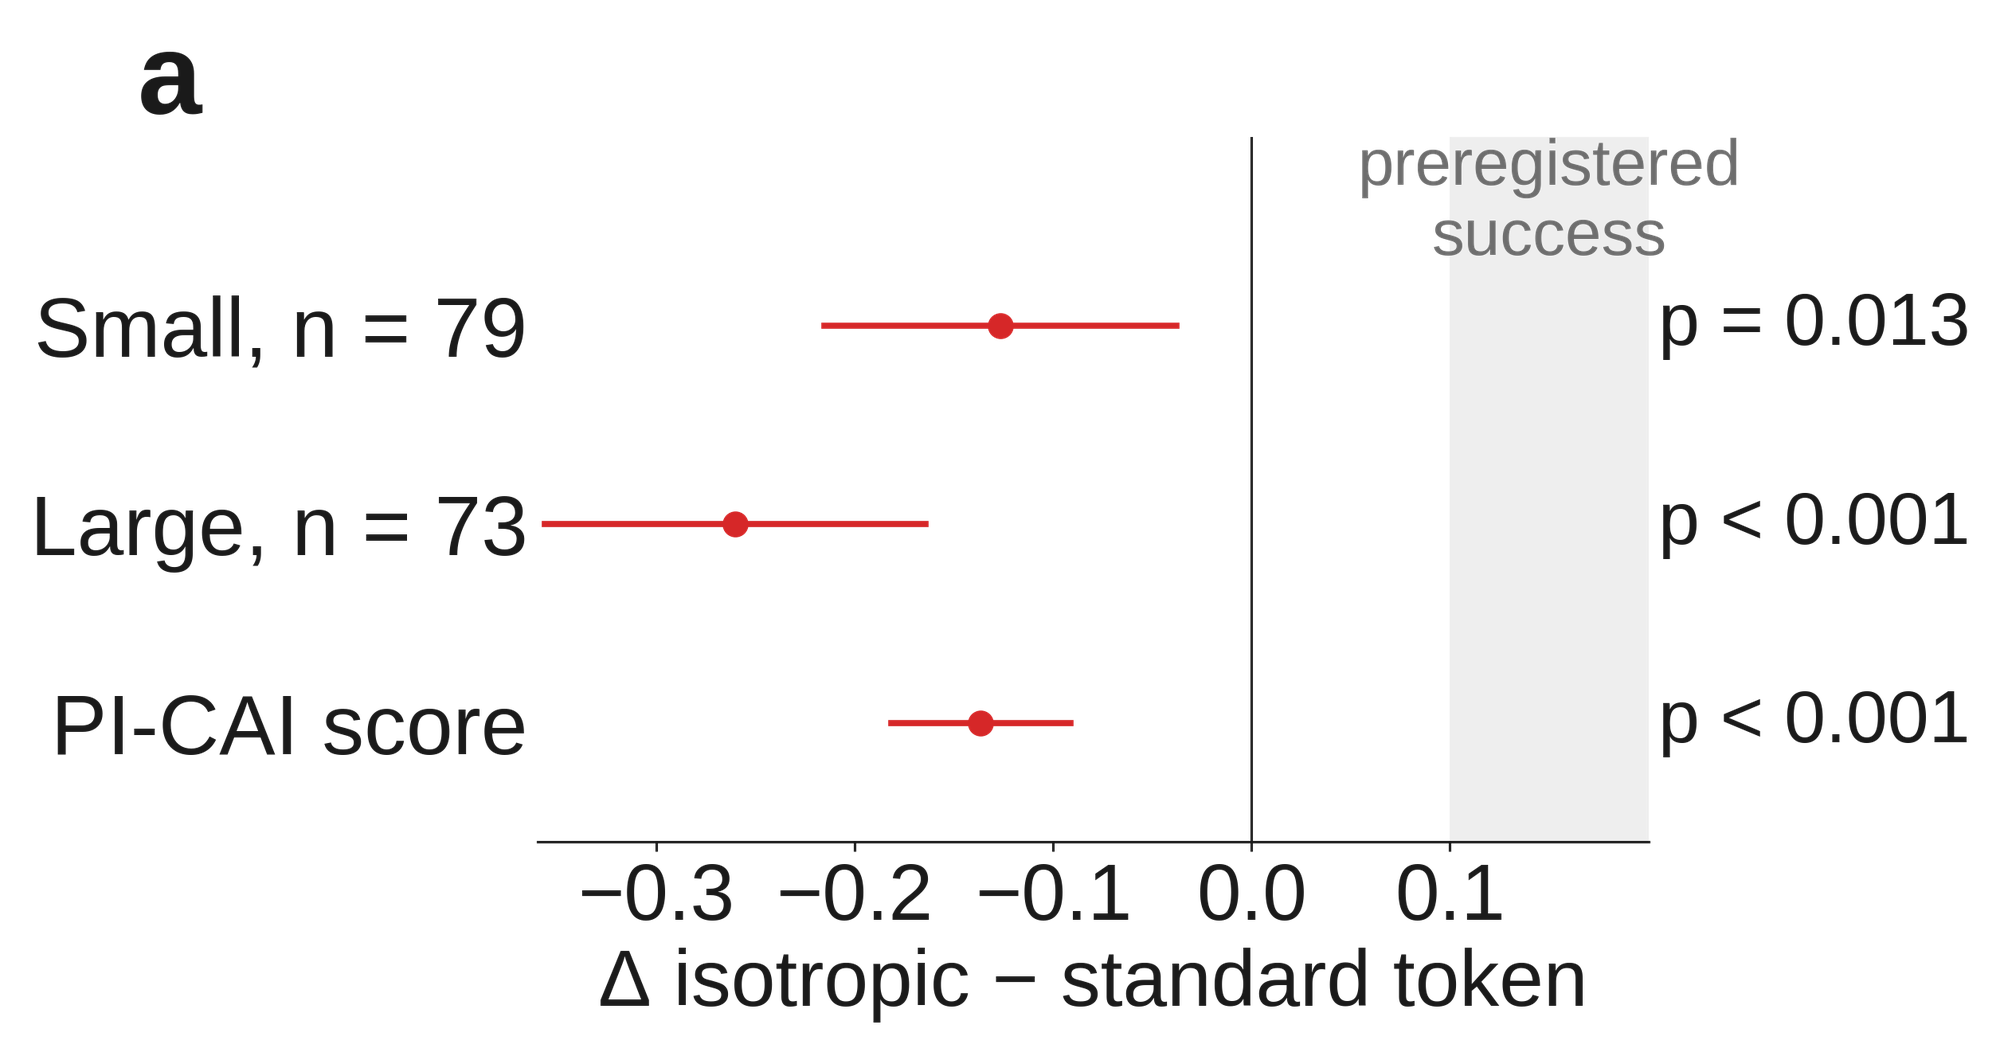 a
preregistered
success
Small, n = 79
p = 0.013
Large, n = 73
p < 0.001
PI-CAI score
p < 0.001
−0.3 −0.2 −0.1 0.0 0.1
Δ isotropic − standard token